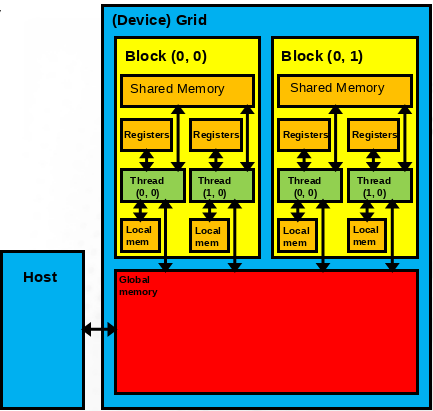 (Device) Grid
Block (0, 0)
Shared Memory
Registers
Registers
Thread
(0, 0)
Thread
(1, 0)
Local
mem
Local
mem
Block (0, 1)
Shared Memory
Registers
Registers
Thread
(0, 0)
Thread
(1, 0)
Local
mem
Local
mem
Host
Global
memory